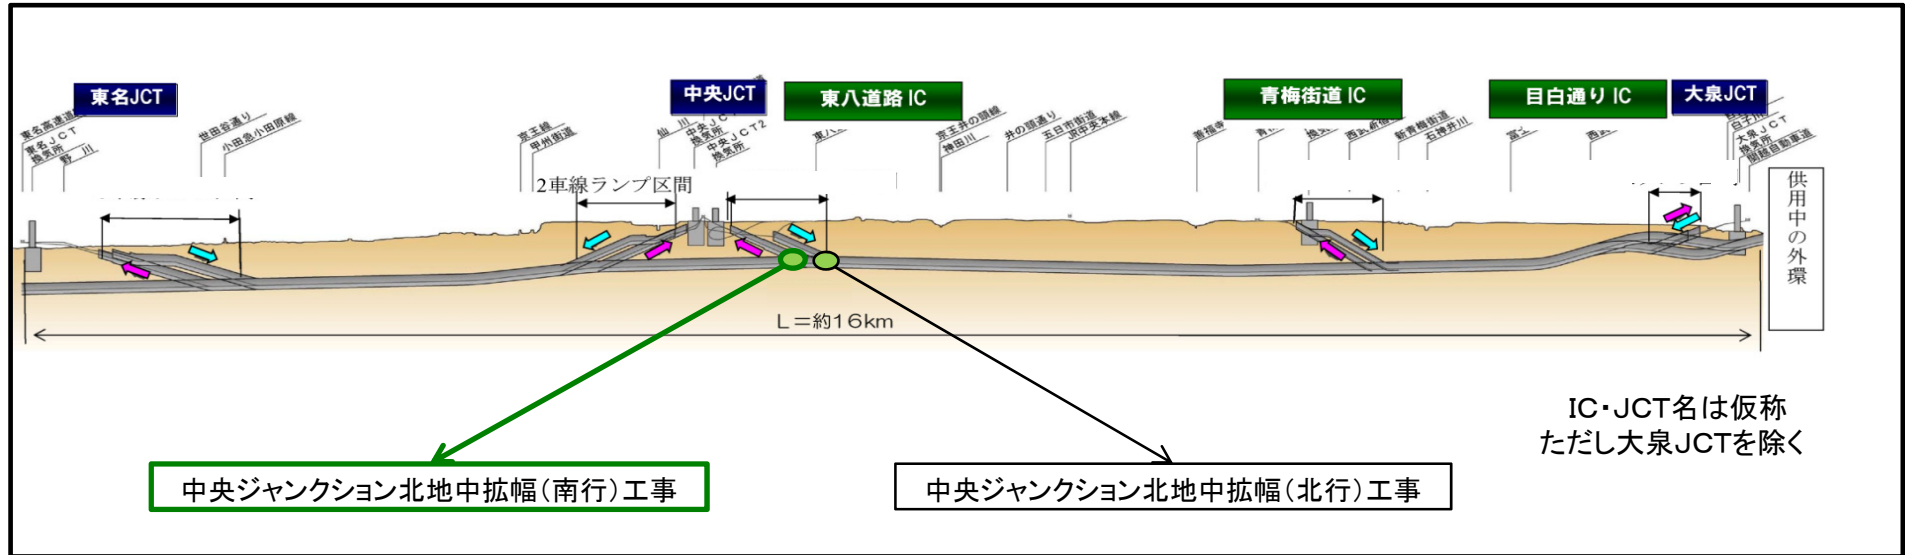 東名JCT
中央JCT
東八道路 IC
青梅街道 IC
目白通り IC
大泉JCT
東名高速道
東名JCT
換気所
野川
世田谷通り
小田急小田原線
京王線
甲州街道
仙川
中央JCT
換気所
中央JCT2
換気所
京王井の頭線
神田川
井の頭通り
五日市街道
JR中央本線
善福寺
西武新宿
新青梅街道
石神井川
白子川
大泉JCT
換気所
関越自動車道
2車線ランプ区間
供用中の外環
L=約16km
IC・JCT名は仮称
ただし大泉JCTを除く
中央ジャンクション北地中拡幅(南行)工事
中央ジャンクション北地中拡幅(北行)工事